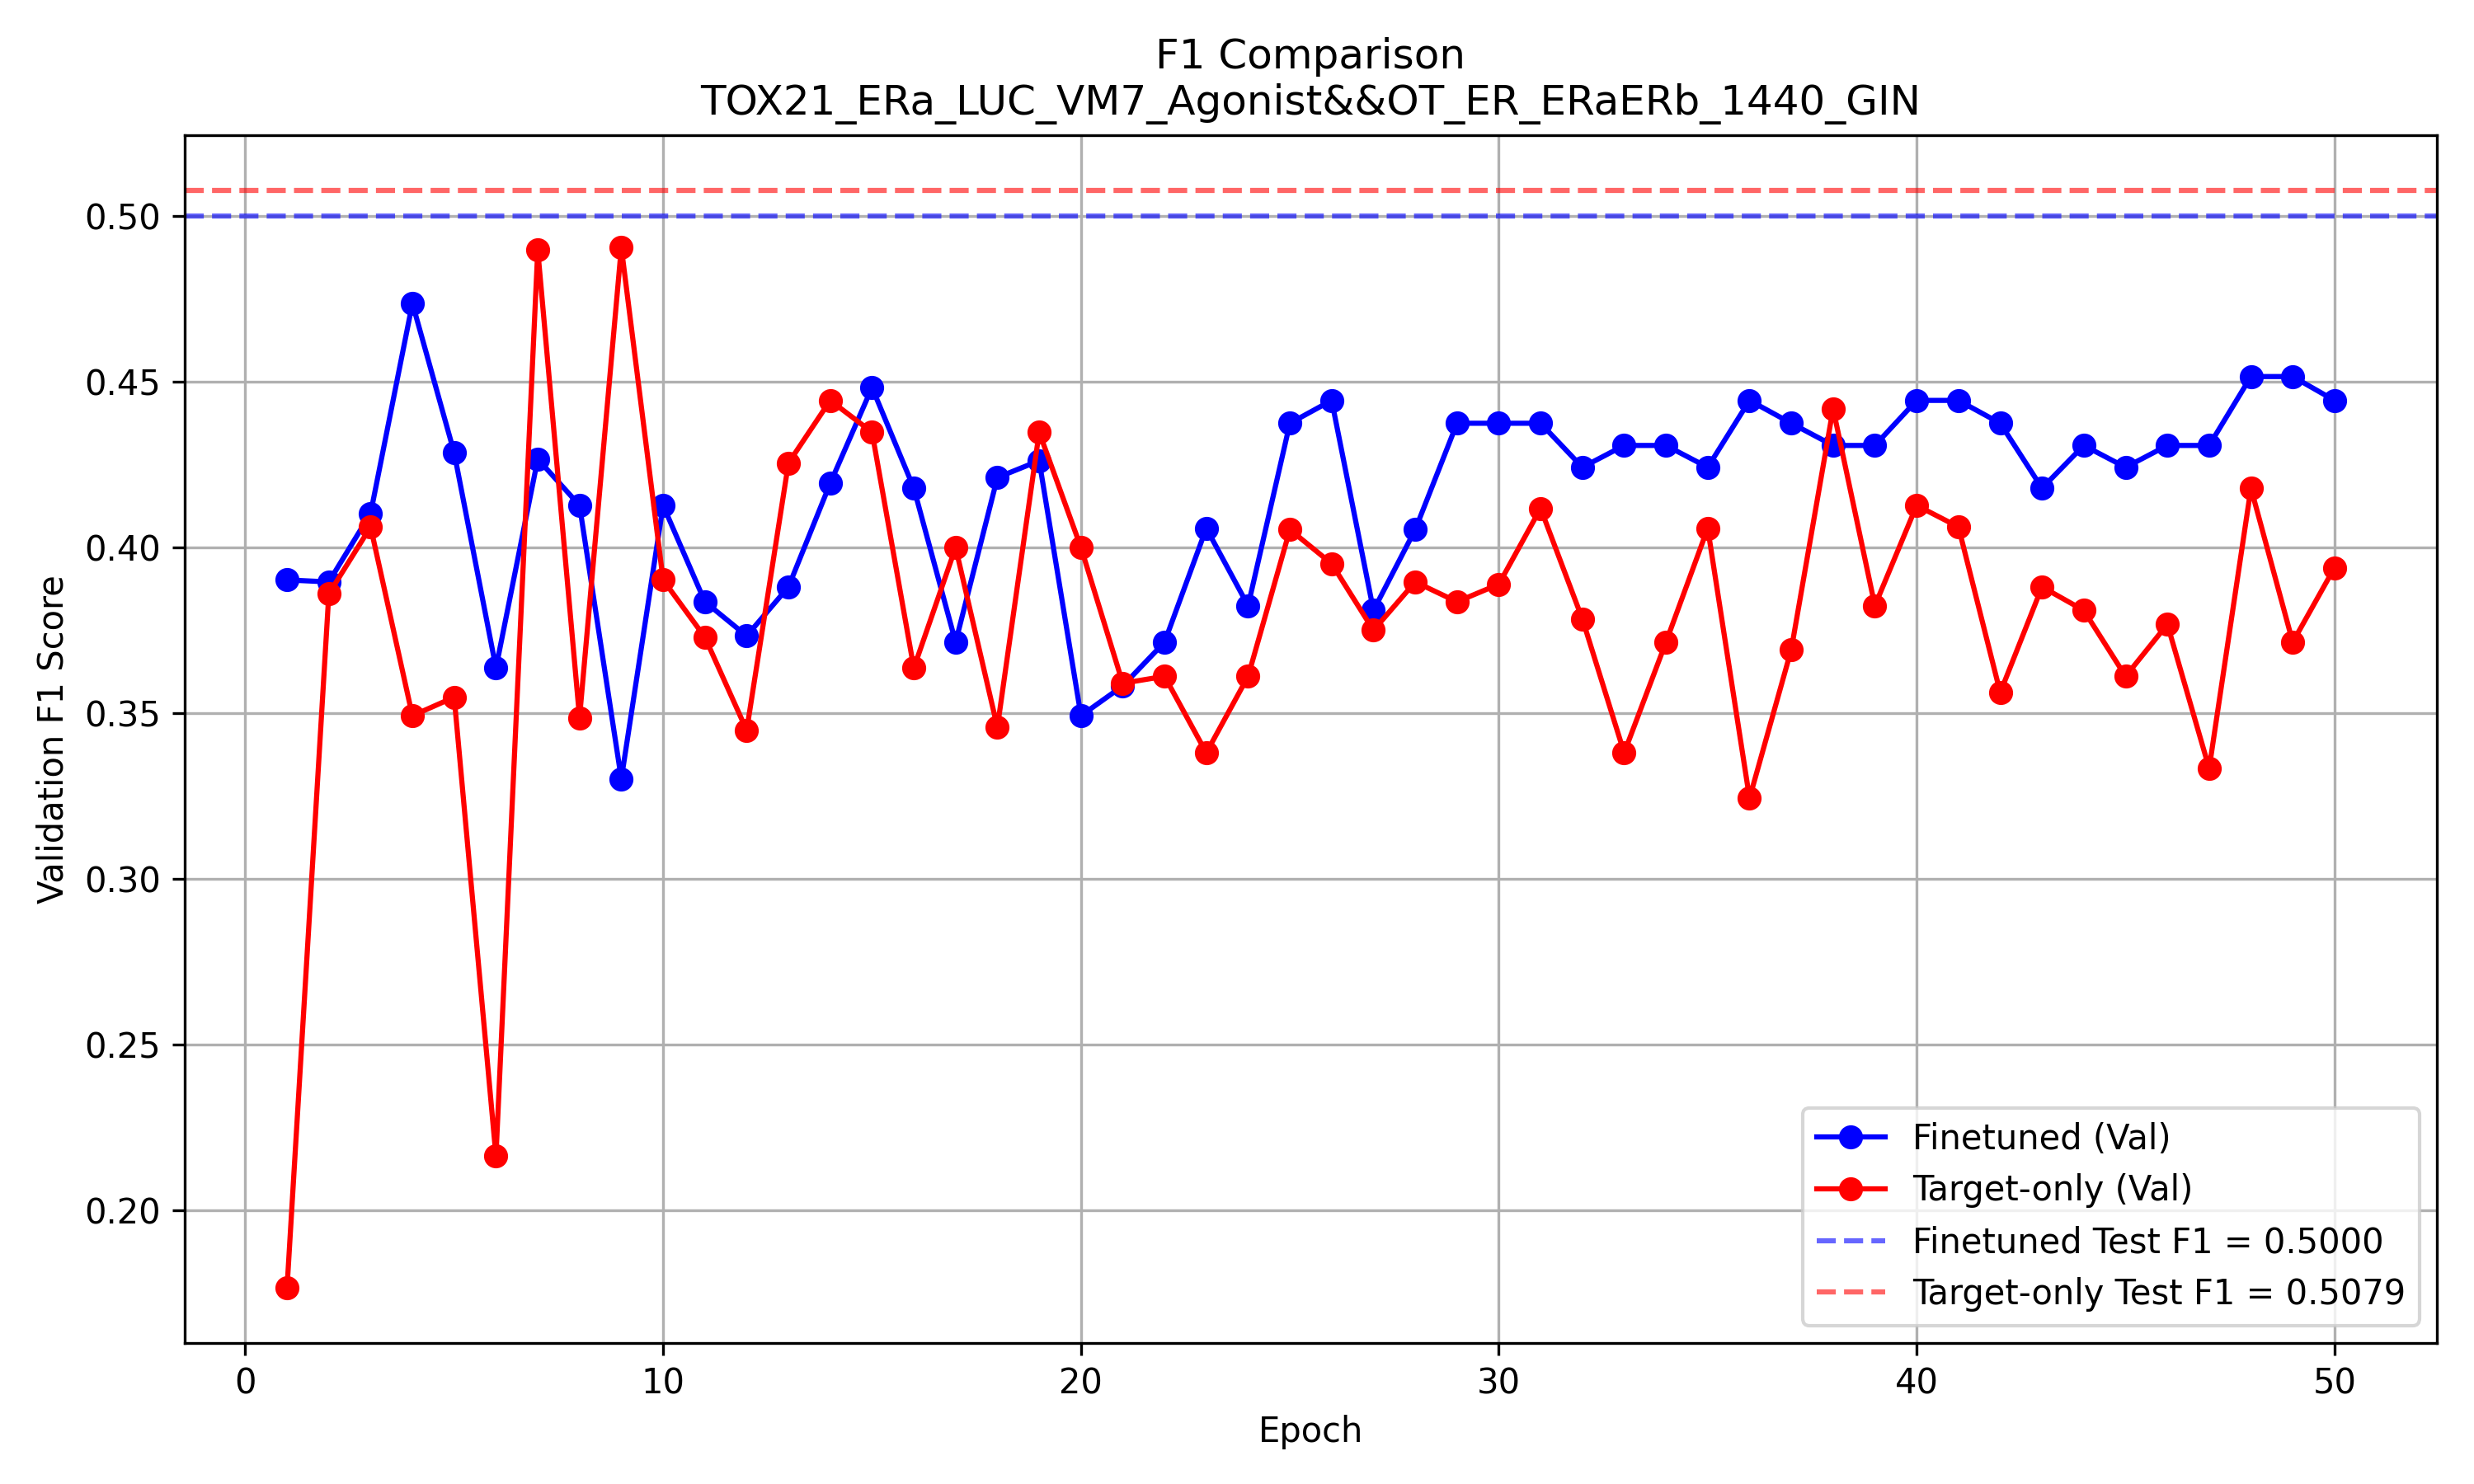 F1 Comparison
TOX21_ERa_LUC_VM7_Agonist&&OT_ER_ERaERb_1440_GIN
Validation F1 Score
0.50
0.45
0.40
0.35
0.30
0.25
0.20
Finetuned (Val)
Target-only (Val)
Finetuned Test F1 = 0.5000
Target-only Test F1 = 0.5079
0 10 20 30 40 50
Epoch